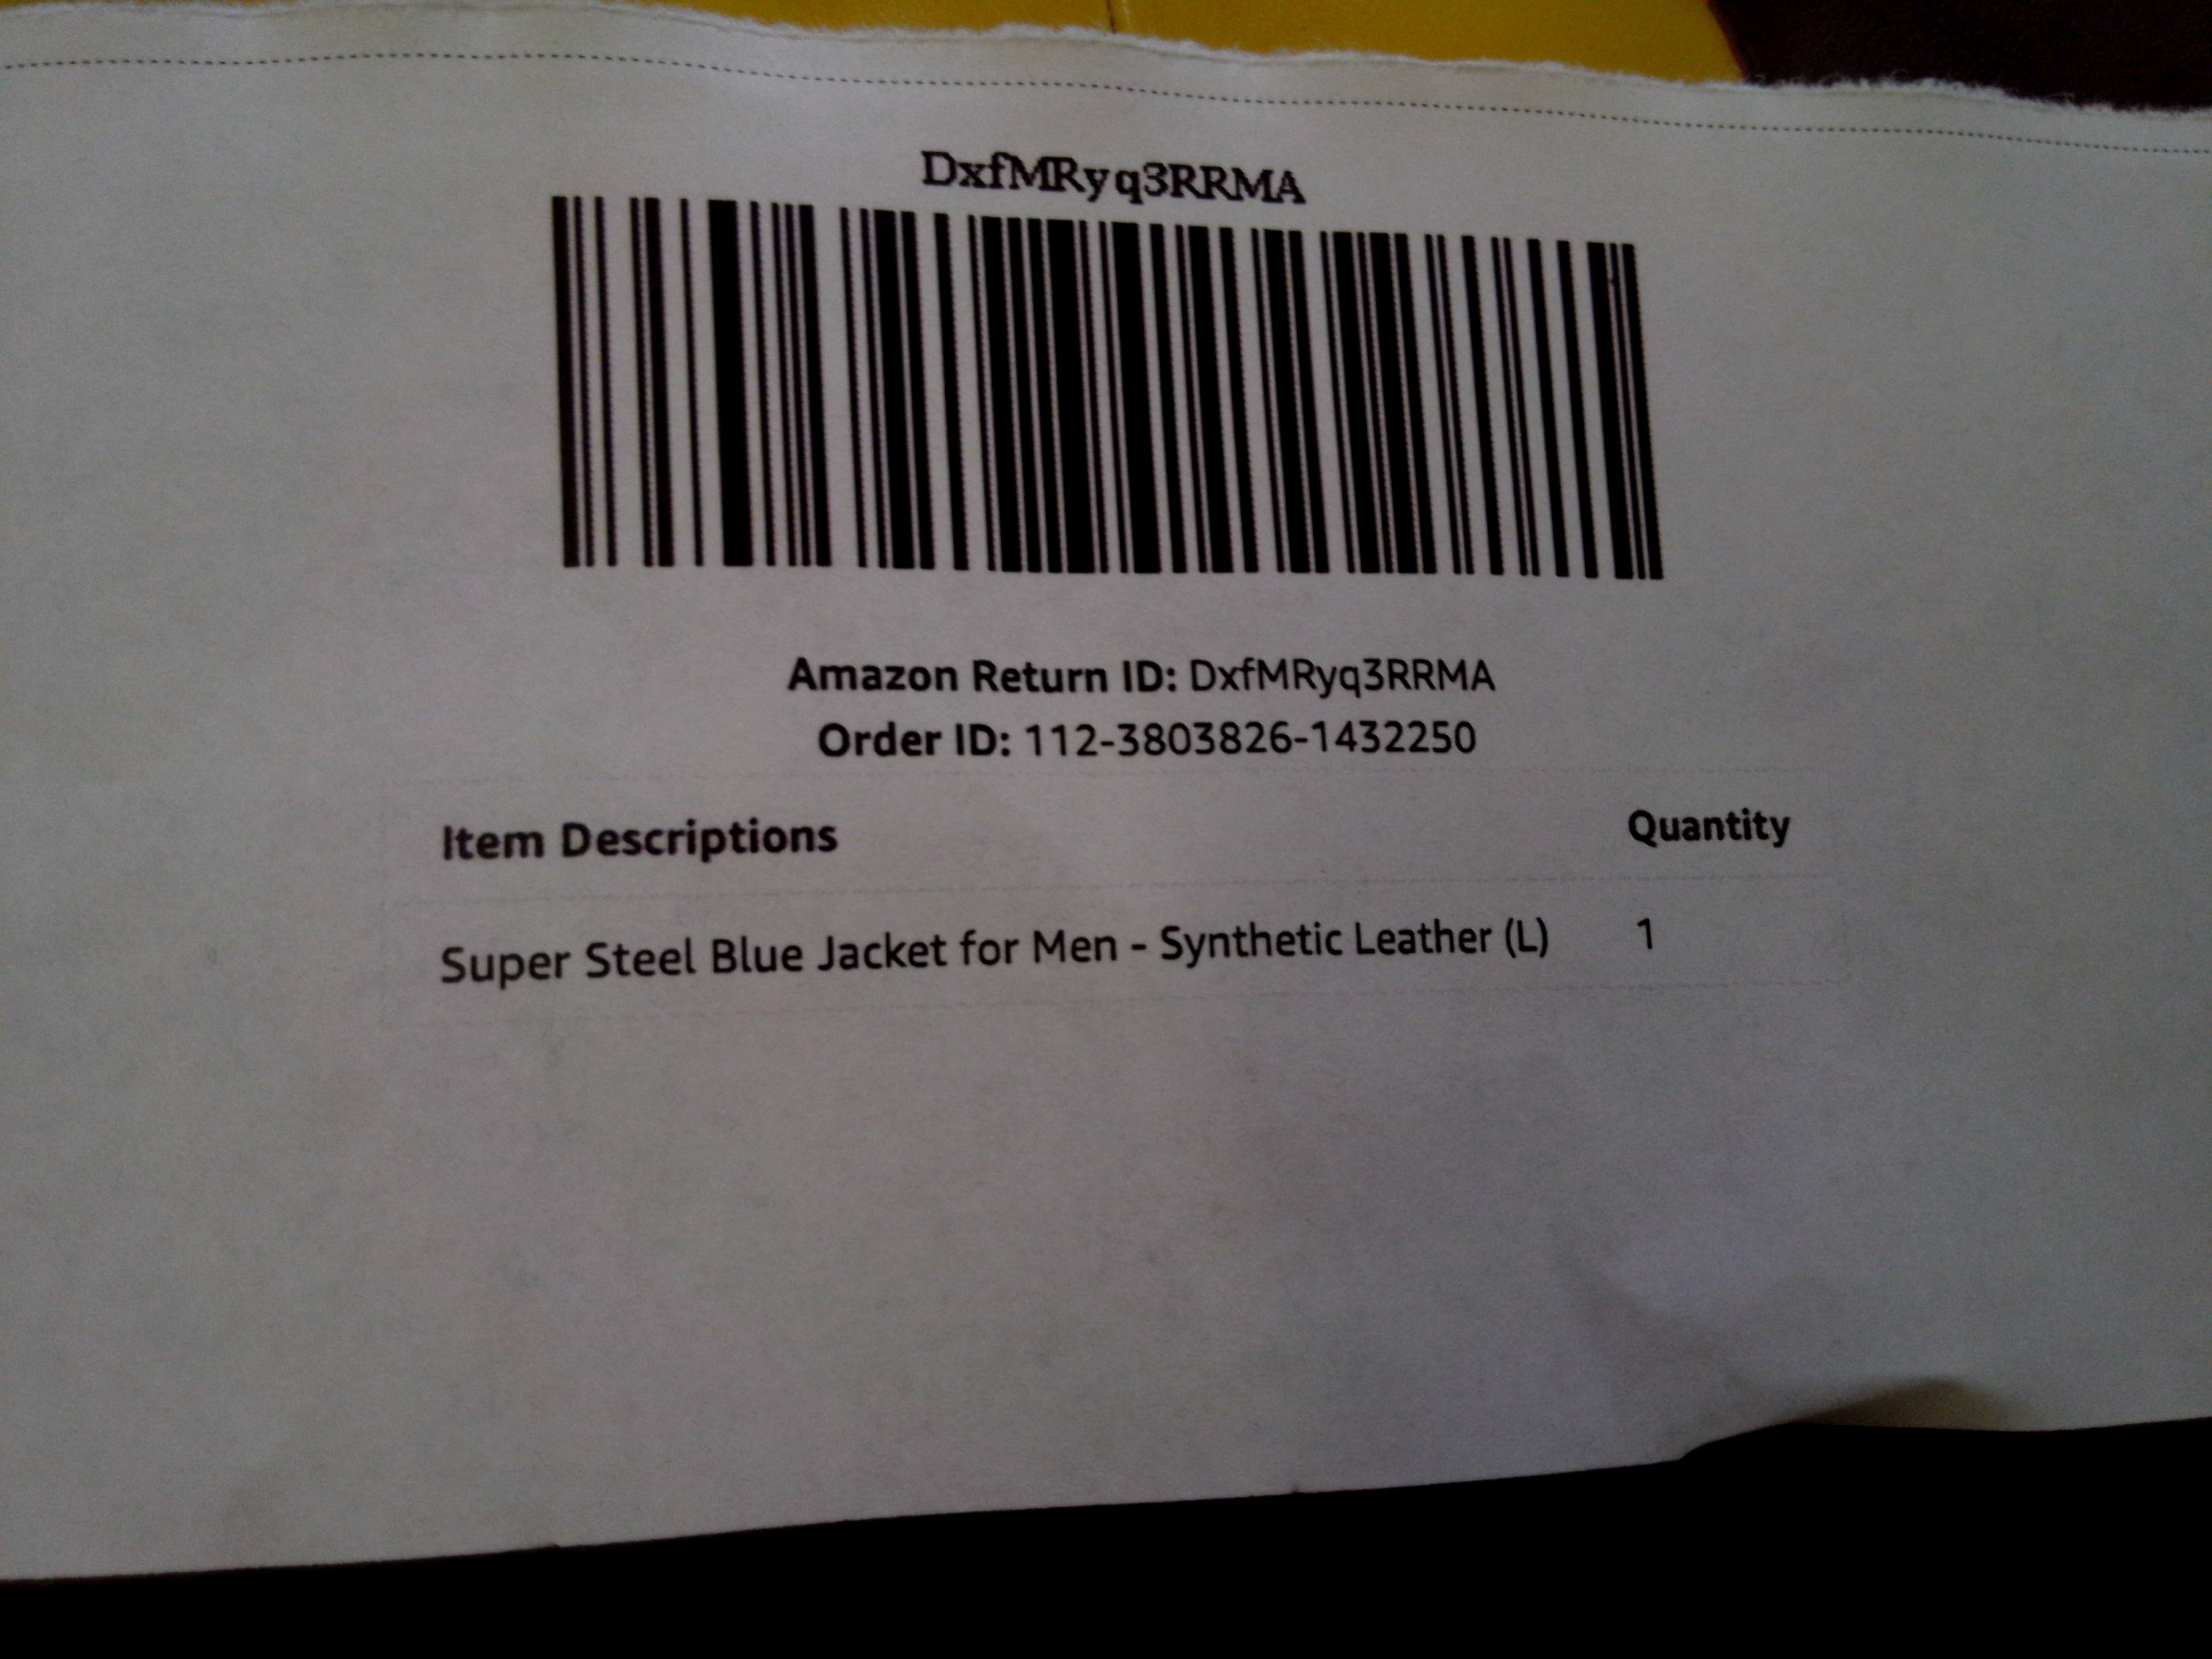 DxfMRyq3RRMA
Amazon Return ID: DxfMRyq3RRMA
Order ID: 112-3803826-1432250
Item Descriptions Quantity
Super Steel Blue Jacket for Men - Synthetic Leather (L) 1